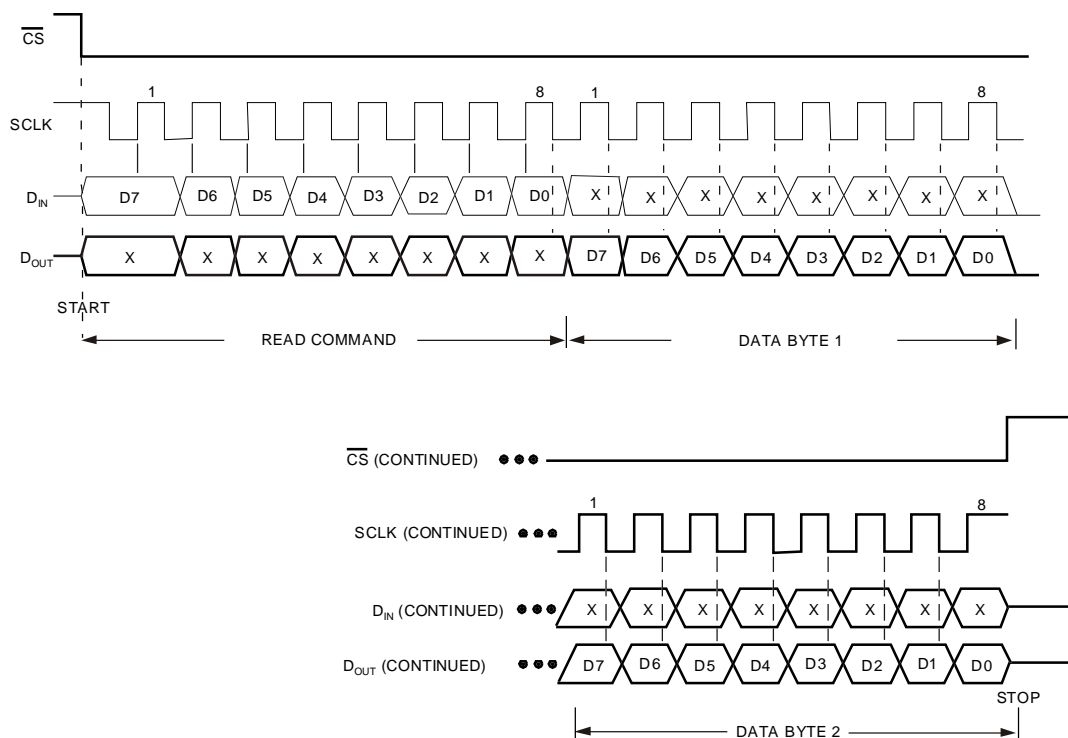 CS
1 8 1 8
SCLK
DIN D7 D6 D5 D4 D3 D2 D1 D0 X X X X X X X X
DOUT X X X X X X X X D7 D6 D5 D4 D3 D2 D1 D0
START
READ COMMAND DATA BYTE 1
CS (CONTINUED)
1 8
SCLK (CONTINUED)
DIN (CONTINUED) X X X X X X X X
DOUT (CONTINUED) D7 D6 D5 D4 D3 D2 D1 D0
STOP
DATA BYTE 2